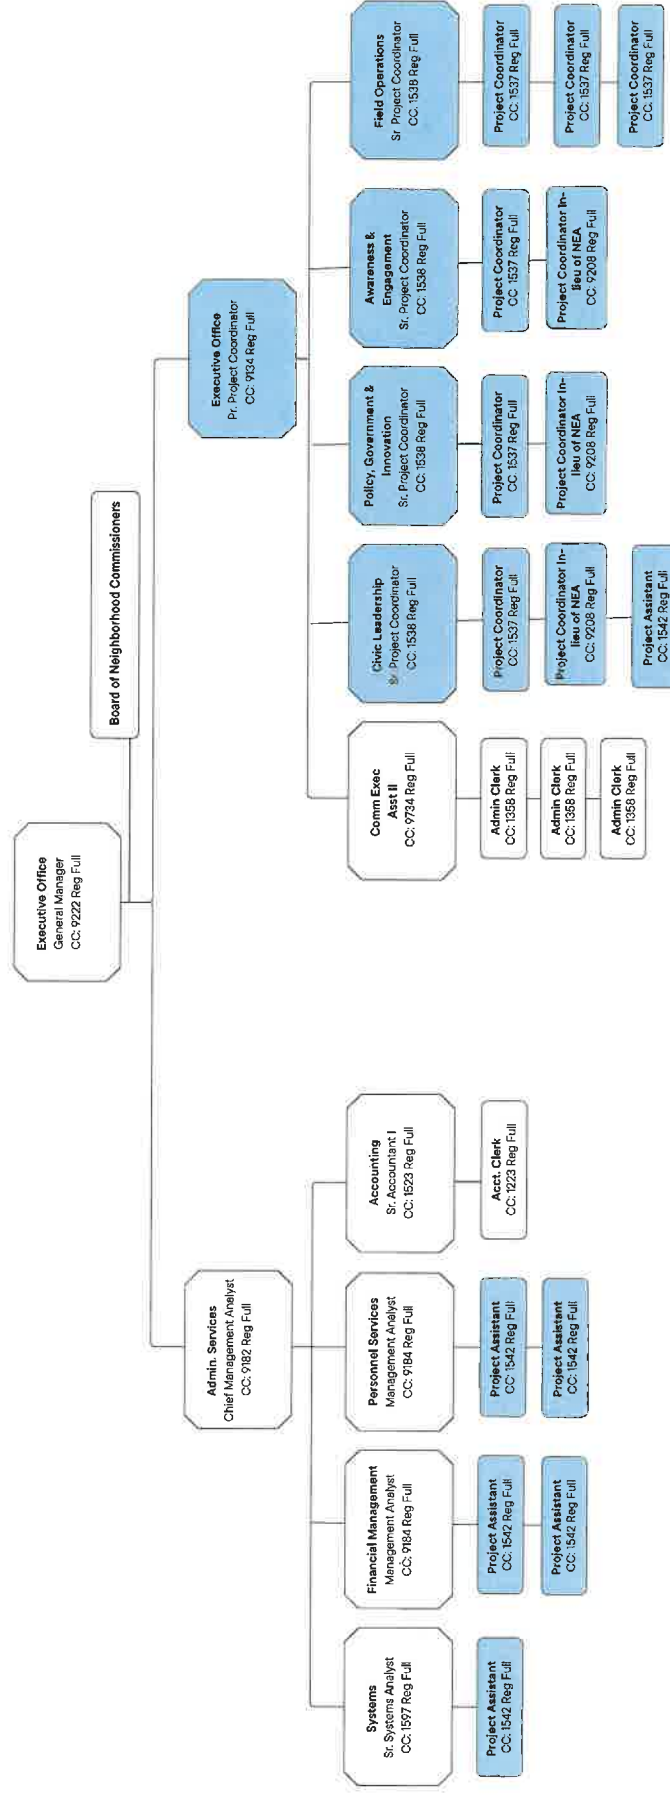 Executive Office
General Manager
CC: 9222 Reg Full
Board of Neighborhood Commissioners
Admin. Services
Chief Management Analyst
CC: 9182 Reg Full
Executive Office
Pr. Project Coordinator
CC: 9134 Reg Full
Systems
Sr. Systems Analyst
CC: 1597 Reg Full
Project Assistant
CC: 1542 Reg Full
Financial Management
Management Analyst
CC: 9184 Reg Full
Project Assistant
CC: 1542 Reg Full
Project Assistant
CC: 1542 Reg Full
Personnel Services
Management Analyst
CC: 9184 Reg Full
Project Assistant
CC: 1542 Reg Full
Project Assistant
CC: 1542 Reg Full
Accounting
Sr. Accountant I
CC: 1523 Reg Full
Acct. Clerk
CC: 1223 Reg Full
Comm Exec
Asst II
CC: 9734 Reg Full
Admin Clerk
CC: 1358 Reg Full
Admin Clerk
CC: 1358 Reg Full
Admin Clerk
CC: 1358 Reg Full
Civic Leadership
Sr. Project Coordinator
CC: 1538 Reg Full
Project Coordinator
CC: 1537 Reg Full
Project Coordinator In-
lieu of NEA
CC: 9208 Reg Full
Project Assistant
CC: 1542 Reg Full
Policy, Government &
Innovation
Sr. Project Coordinator
CC: 1538 Reg Full
Project Coordinator
CC: 1537 Reg Full
Project Coordinator In-
lieu of NEA
CC: 9208 Reg Full
Awareness &
Engagement
Sr. Project Coordinator
CC: 1538 Reg Full
Project Coordinator
CC 1537 Reg Full
Project Coordinator In-
lieu of NEA
CC: 9208 Reg Full
Field Operations
Sr Project Coordinator
CC: 1538 Reg Full
Project Coordinator
CC: 1537 Reg Full
Project Coordinator
CC: 1537 Reg Full
Project Coordinator
CC: 1537 Reg Full